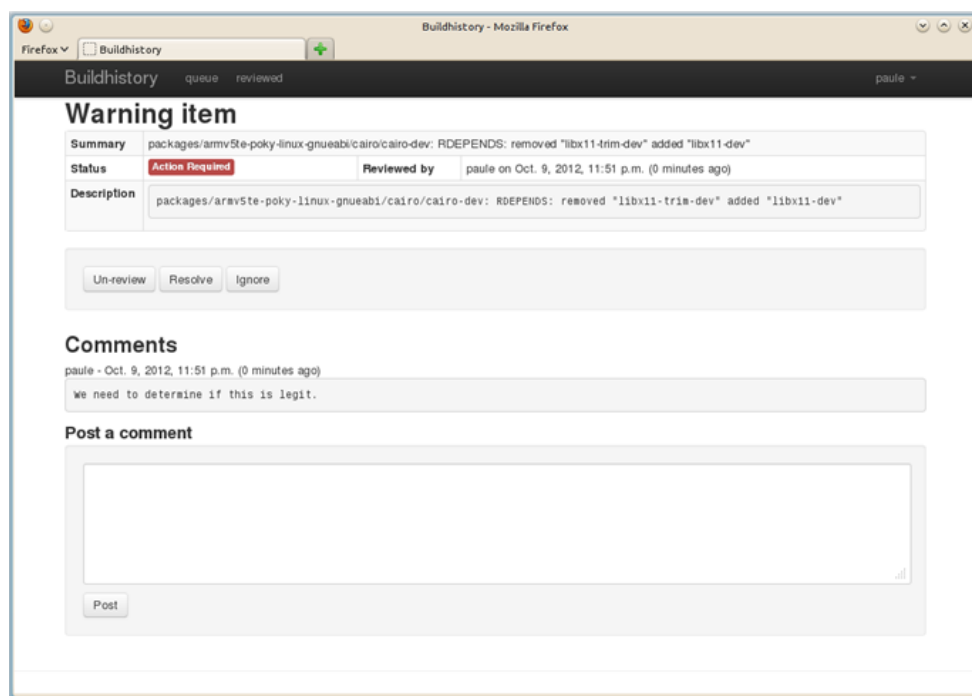 Buildhistory - Mozilla Firefox
Firefox
Buildhistory
Buildhistory queue reviewed paule
Warning item
Summary packages/armv5te-poky-linux-gnueabi/cairo/cairo-dev: RDEPENDS: removed "libx11-trim-dev" added "libx11-dev"
Status Action Required Reviewed by paule on Oct. 9, 2012, 11:51 p.m. (0 minutes ago)
Description packages/armv5te-poky-linux-gnueabi/cairo/cairo-dev: RDEPENDS: removed "libx11-trim-dev" added "libx11-dev"
Un-review Resolve Ignore
Comments
paule - Oct. 9, 2012, 11:51 p.m. (0 minutes ago)
We need to determine if this is legit.
Post a comment
Post